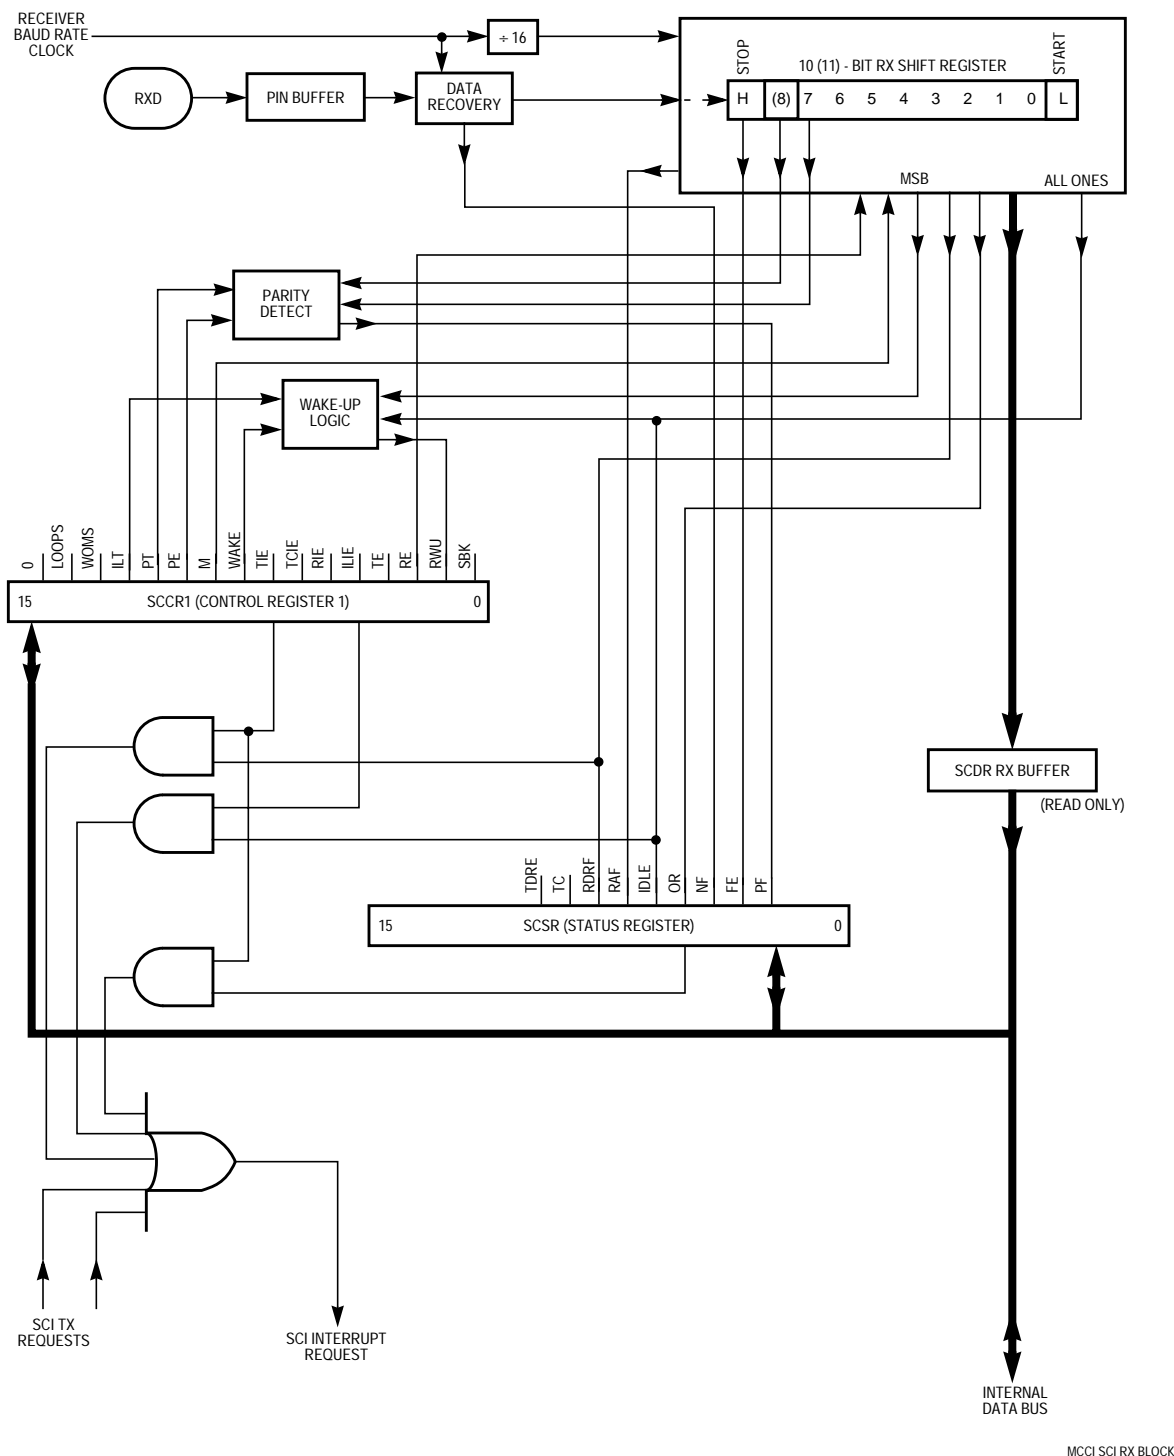 RECEIVER
BAUD RATE
CLOCK
÷ 16
STOP
10 (11) - BIT RX SHIFT REGISTER
START
RXD
PIN BUFFER
DATA
RECOVERY
H (8) 7 6 5 4 3 2 1 0 L
MSB
ALL ONES
PARITY
DETECT
WAKE-UP
LOGIC
0
LOOPS
WOMS
ILT
PT
PE
M
WAKE
TIE
TCIE
RIE
ILIE
TE
RE
RWU
SBK
15 SCCR1 (CONTROL REGISTER 1) 0
SCDR RX BUFFER
(READ ONLY)
TDRE
TC
RDRF
RAF
IDLE
OR
NF
FE
PF
15 SCSR (STATUS REGISTER) 0
SCI TX
REQUESTS
SCI INTERRUPT
REQUEST
INTERNAL
DATA BUS
MCCI SCI RX BLOCK